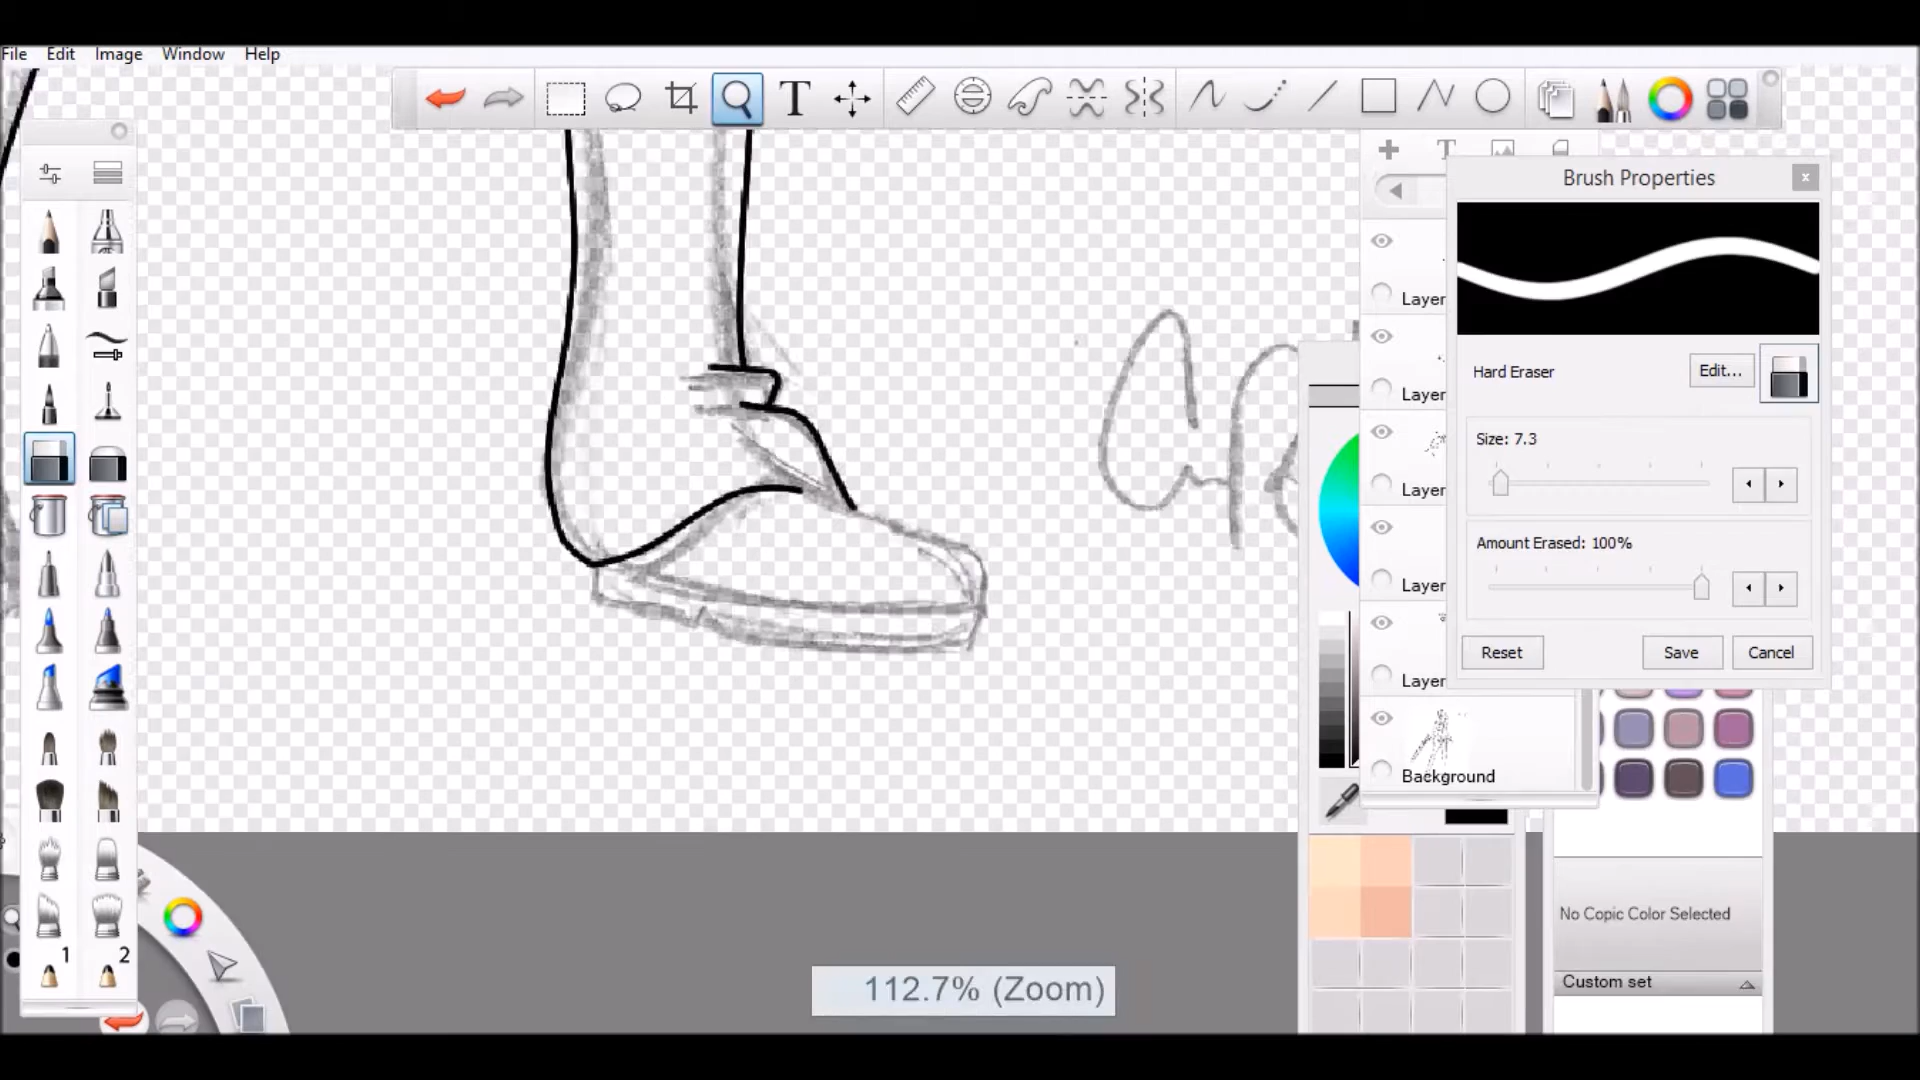 File Edit Image Window Help
T
T
Brush Properties
x
Layer
Layer
Hard Eraser
Edit...
Size: 7.3
Layer
Amount Erased: 100%
Layer
Reset
Save
Cancel
Layer
Background
No Copic Color Selected
1
2
Custom set
112.7% (Zoom)